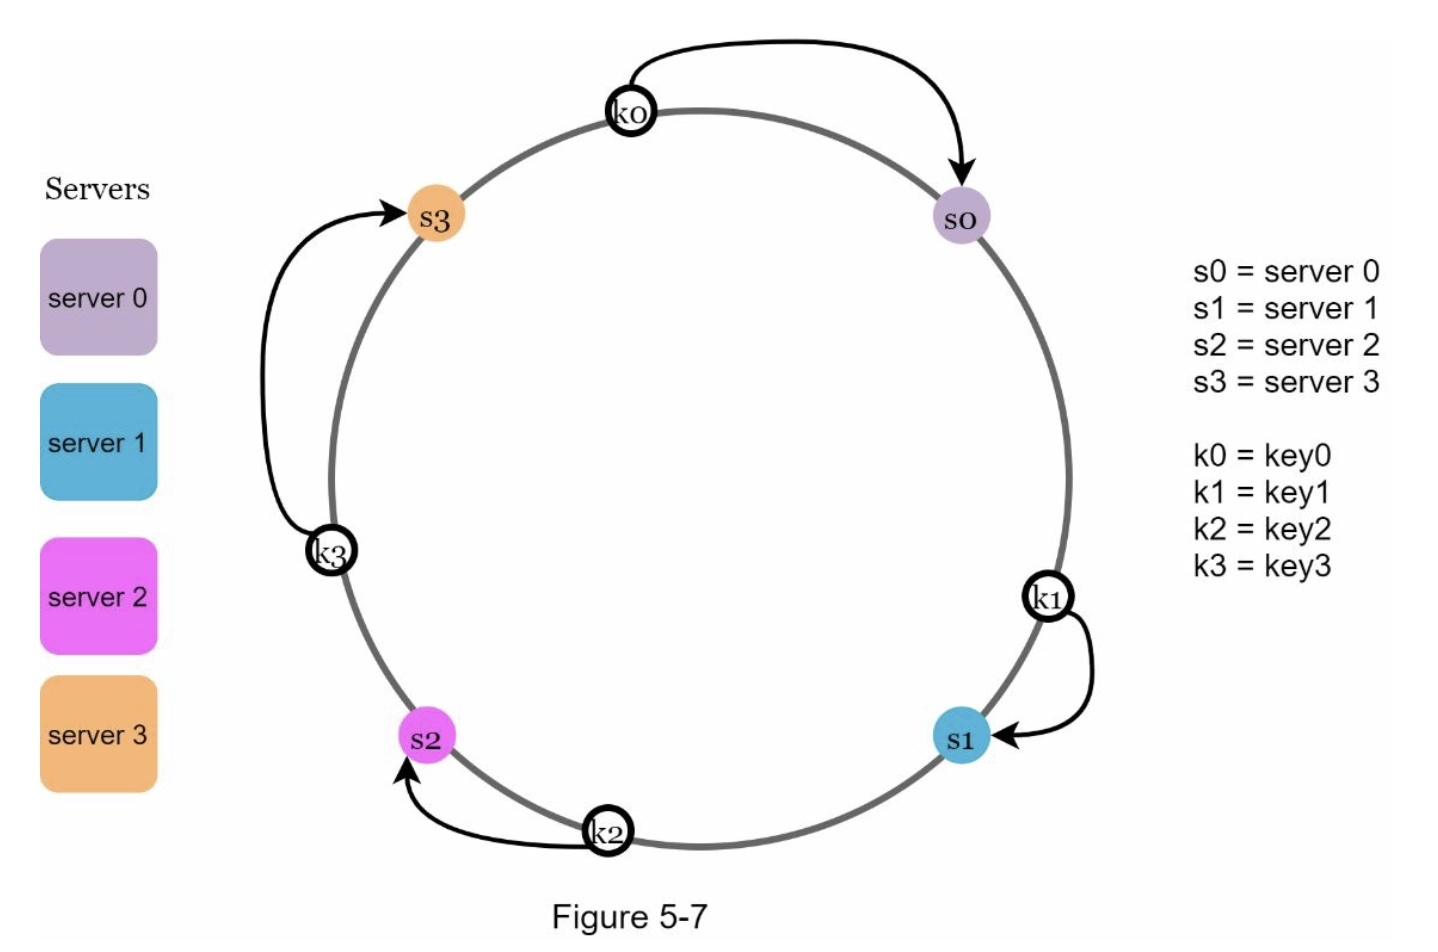 Servers
server 0
server 1
server 2
server 3
k0
s3
s0
k3
k1
s2
s1
k2
s0 = server 0
s1 = server 1
s2 = server 2
s3 = server 3
k0 = key0
k1 = key1
k2 = key2
k3 = key3
Figure 5-7